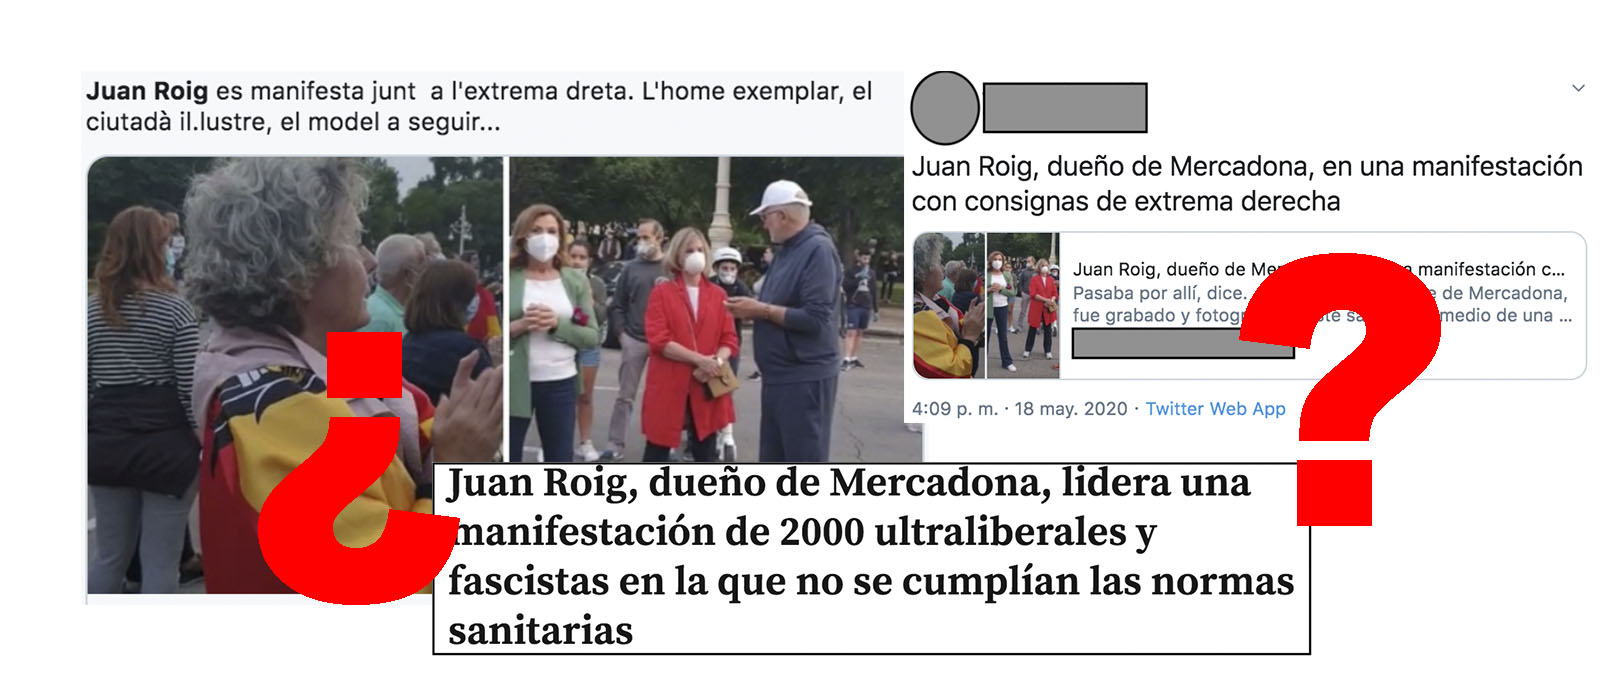 Juan Roig es manifesta junt a l'extrema dreta. L'home exemplar, el
ciutadà il.lustre, el model a seguir...
Juan Roig, dueño de Mercadona, en una manifestación
con consignas de extrema derecha
Juan Roig, dueño de Me manifestación c...
Pasaba por allí, dice. e de Mercadona,
fue grabado y fotog medio de una ...
4:09 p. m. · 18 may. 2020 · Twitter Web App
¿ ?
Juan Roig, dueño de Mercadona, lidera una
manifestación de 2000 ultraliberales y
fascistas en la que no se cumplían las normas
sanitarias